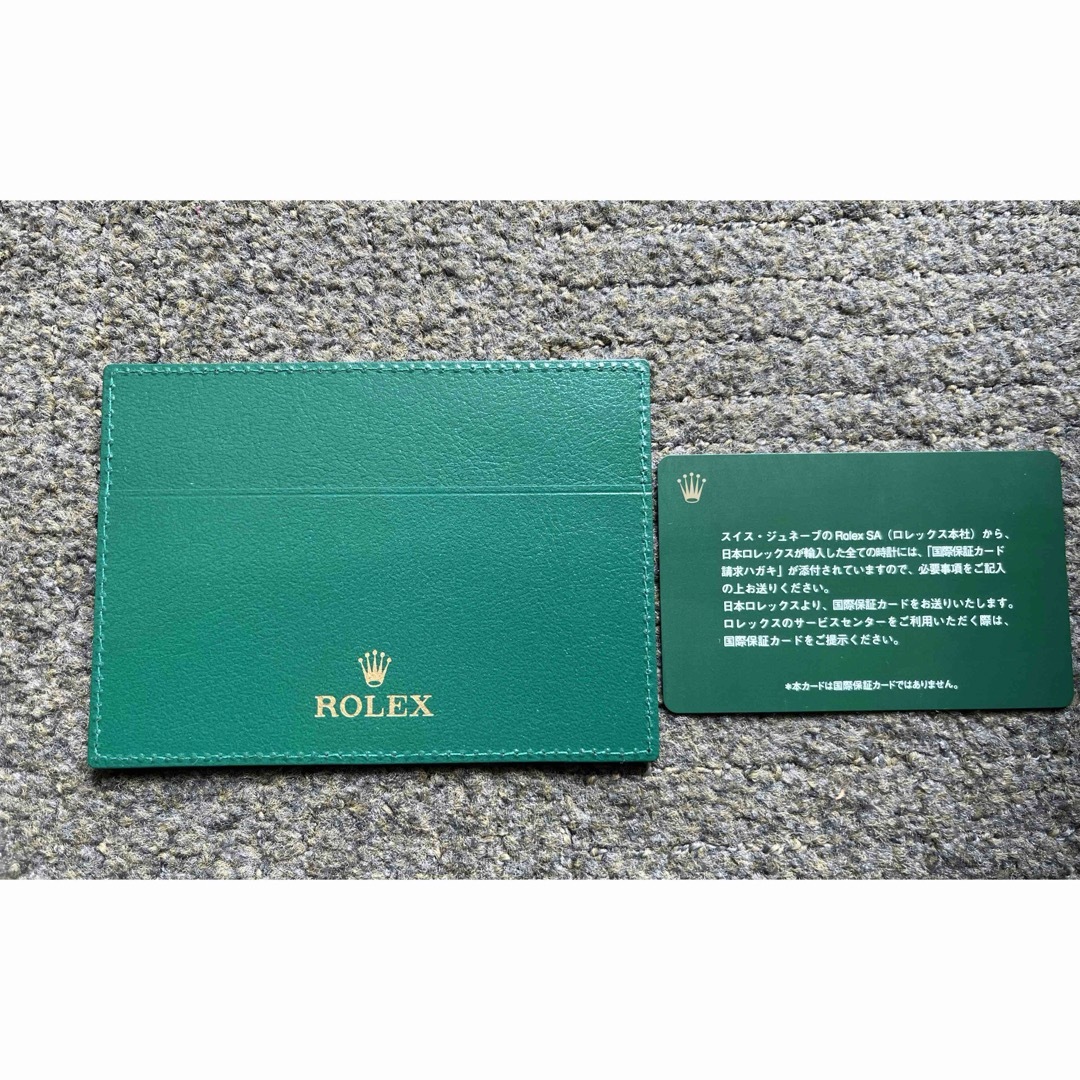 ROLEX
スイス・ジュネーブのRolex SA（ロレックス本社）から、
日本ロレックスが輸入した全ての時計には、「国際保証カード
請求ハガキ」が添付されていますので、必要事項をご記入
の上お送りください。
日本ロレックスより、国際保証カードをお送りいたします。
ロレックスのサービスセンターをご利用いただく際は、
国際保証カードをご提示ください。
＊本カードは国際保証カードではありません。